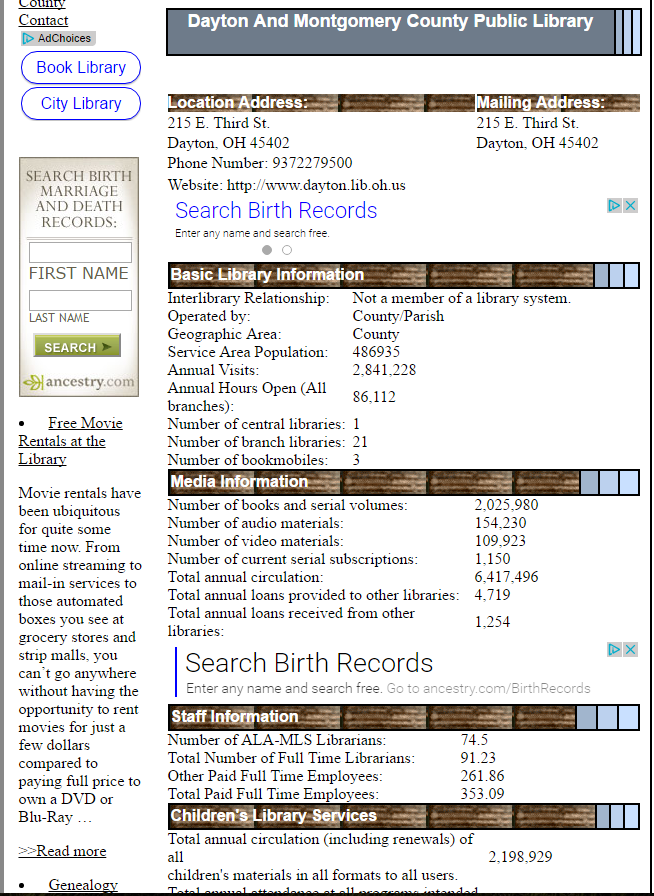 County
Contact
AdChoices
Book Library
City Library
SEARCH BIRTH
MARRIAGE
AND DEATH
RECORDS:
FIRST NAME
LAST NAME
SEARCH
ancestry.com
• Free Movie
Rentals at the
Library
Movie rentals have
been ubiquitous
for quite some
time now. From
online streaming to
mail-in services to
those automated
boxes you see at
grocery stores and
strip malls, you
can’t go anywhere
without having the
opportunity to rent
movies for just a
few dollars
compared to
paying full price to
own a DVD or
Blu-Ray …
>>Read more
• Genealogy
Dayton And Montgomery County Public Library
Location Address: Mailing Address:
215 E. Third St. 215 E. Third St.
Dayton, OH 45402 Dayton, OH 45402
Phone Number: 9372279500
Website: http://www.dayton.lib.oh.us
Search Birth Records
Enter any name and search free.
Basic Library Information
Interlibrary Relationship: Not a member of a library system.
Operated by: County/Parish
Geographic Area: County
Service Area Population: 486935
Annual Visits: 2,841,228
Annual Hours Open (All
branches): 86,112
Number of central libraries: 1
Number of branch libraries: 21
Number of bookmobiles: 3
Media Information
Number of books and serial volumes: 2,025,980
Number of audio materials: 154,230
Number of video materials: 109,923
Number of current serial subscriptions: 1,150
Total annual circulation: 6,417,496
Total annual loans provided to other libraries: 4,719
Total annual loans received from other
libraries: 1,254
Search Birth Records
Enter any name and search free. Go to ancestry.com/BirthRecords
Staff Information
Number of ALA-MLS Librarians: 74.5
Total Number of Full Time Librarians: 91.23
Other Paid Full Time Employees: 261.86
Total Paid Full Time Employees: 353.09
Children's Library Services
Total annual circulation (including renewals) of
all
children's materials in all formats to all users. 2,198,929
Total annual attendance at all programs intended